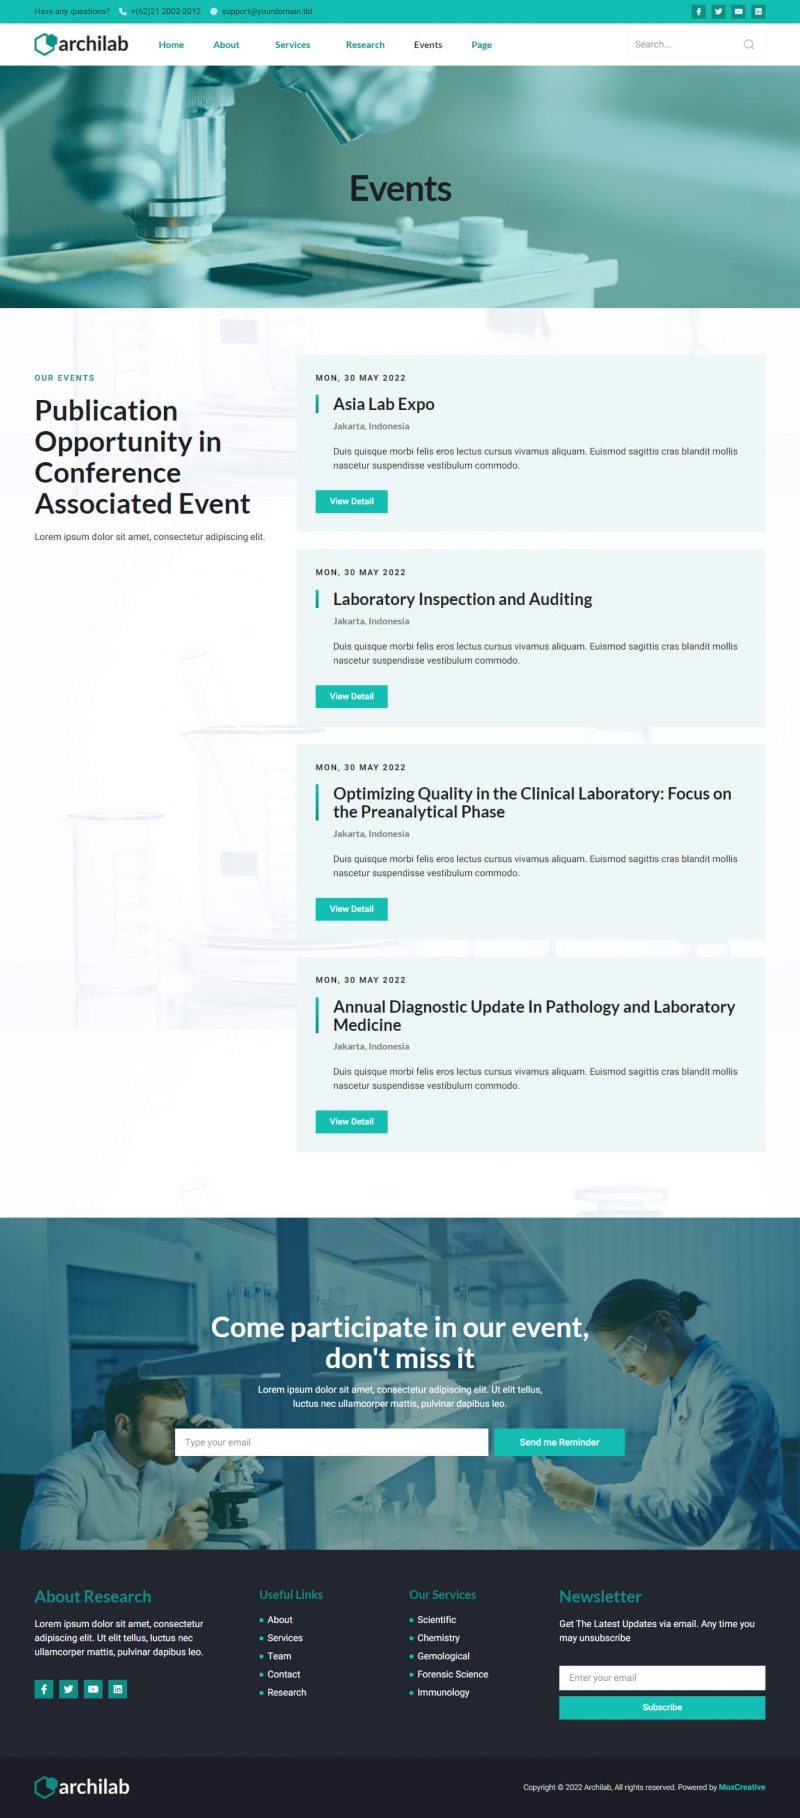 Have any questions? +(62)21 2002-2012 support@yourdomain.tld
archilab Home About Services Research Events Page Search...
Events
OUR EVENTS
Publication
Opportunity in
Conference
Associated Event
Lorem ipsum dolor sit amet, consectetur adipiscing elit.
MON, 30 MAY 2022
Asia Lab Expo
Jakarta, Indonesia
Duis quisque morbi felis eros lectus cursus vivamus aliquam. Euismod sagittis cras blandit mollis
nascetur suspendisse vestibulum commodo.
View Detail
MON, 30 MAY 2022
Laboratory Inspection and Auditing
Jakarta, Indonesia
Duis quisque morbi felis eros lectus cursus vivamus aliquam. Euismod sagittis cras blandit mollis
nascetur suspendisse vestibulum commodo.
View Detail
MON, 30 MAY 2022
Optimizing Quality in the Clinical Laboratory: Focus on
the Preanalytical Phase
Jakarta, Indonesia
Duis quisque morbi felis eros lectus cursus vivamus aliquam. Euismod sagittis cras blandit mollis
nascetur suspendisse vestibulum commodo.
View Detail
MON, 30 MAY 2022
Annual Diagnostic Update In Pathology and Laboratory
Medicine
Jakarta, Indonesia
Duis quisque morbi felis eros lectus cursus vivamus aliquam. Euismod sagittis cras blandit mollis
nascetur suspendisse vestibulum commodo.
View Detail
Come participate in our event,
don't miss it
Lorem ipsum dolor sit amet, consectetur adipiscing elit. Ut elit tellus,
luctus nec ullamcorper mattis, pulvinar dapibus leo.
Type your email
Send me Reminder
About Research
Lorem ipsum dolor sit amet, consectetur
adipiscing elit. Ut elit tellus, luctus nec
ullamcorper mattis, pulvinar dapibus leo.
Useful Links
About
Services
Team
Contact
Research
Our Services
Scientific
Chemistry
Gemological
Forensic Science
Immunology
Newsletter
Get The Latest Updates via email. Any time you
may unsubscribe
Enter your email
Subscribe
archilab
Copyright © 2022 Archilab, All rights reserved. Powered by MoxCreative